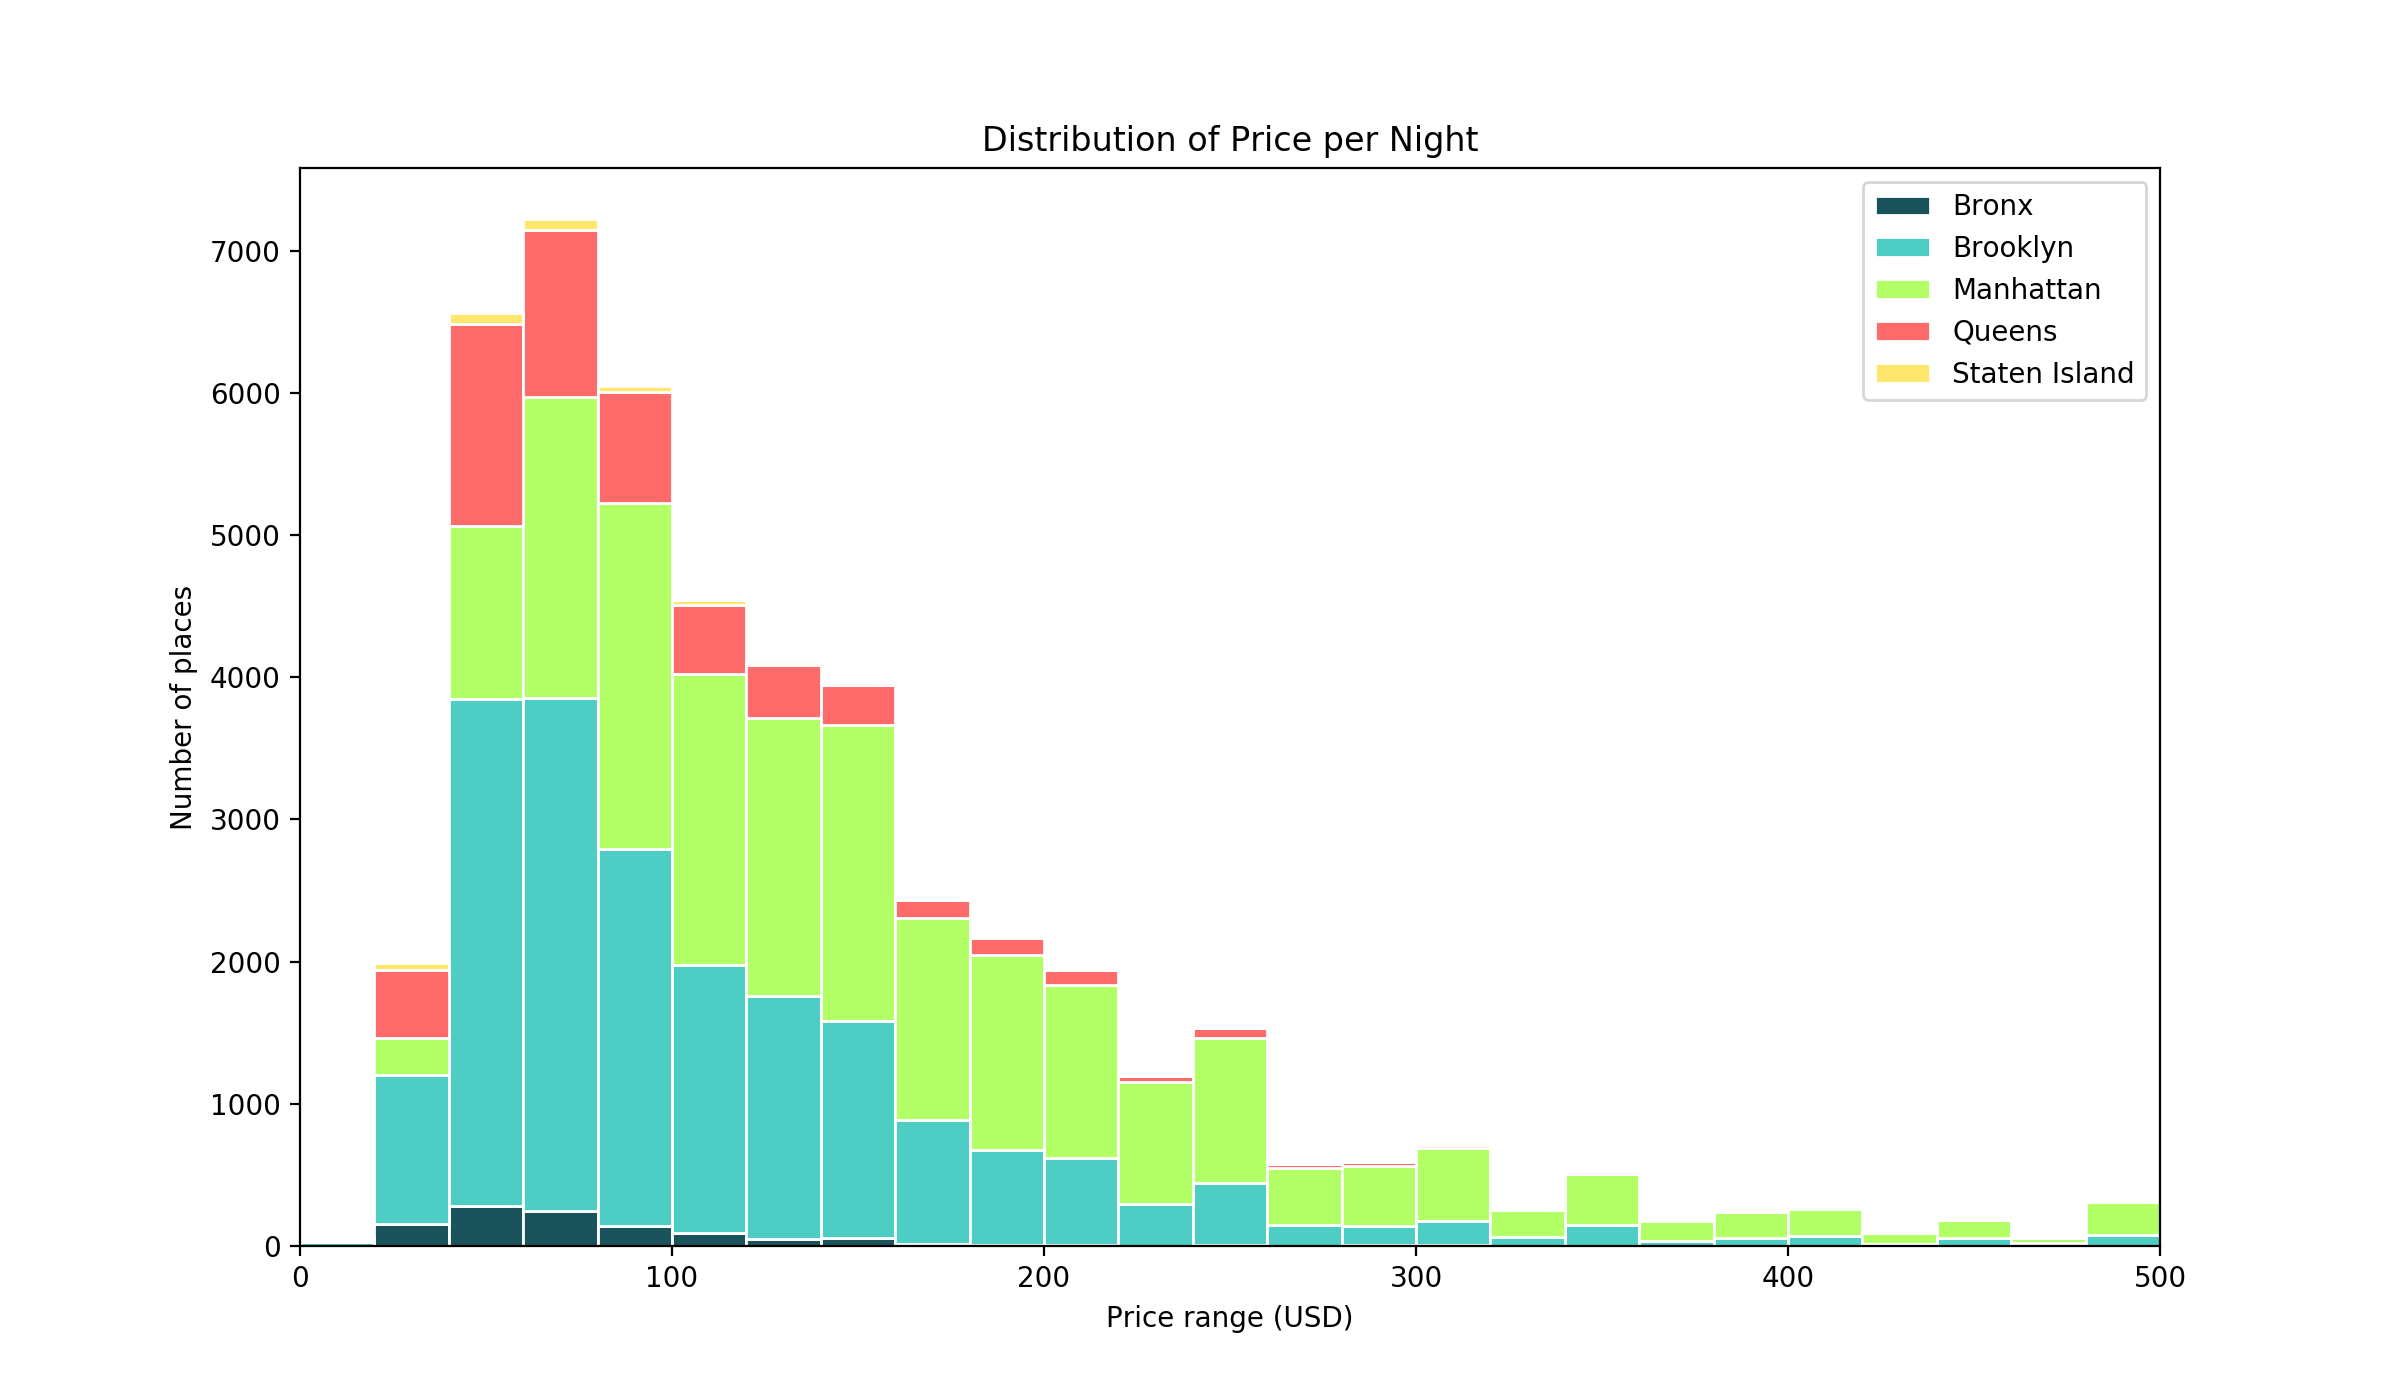 Distribution of Price per Night
Bronx
Brooklyn
Manhattan
Queens
Staten Island
Number of places
7000
6000
5000
4000
3000
2000
1000
0
0 100 200 300 400 500
Price range (USD)